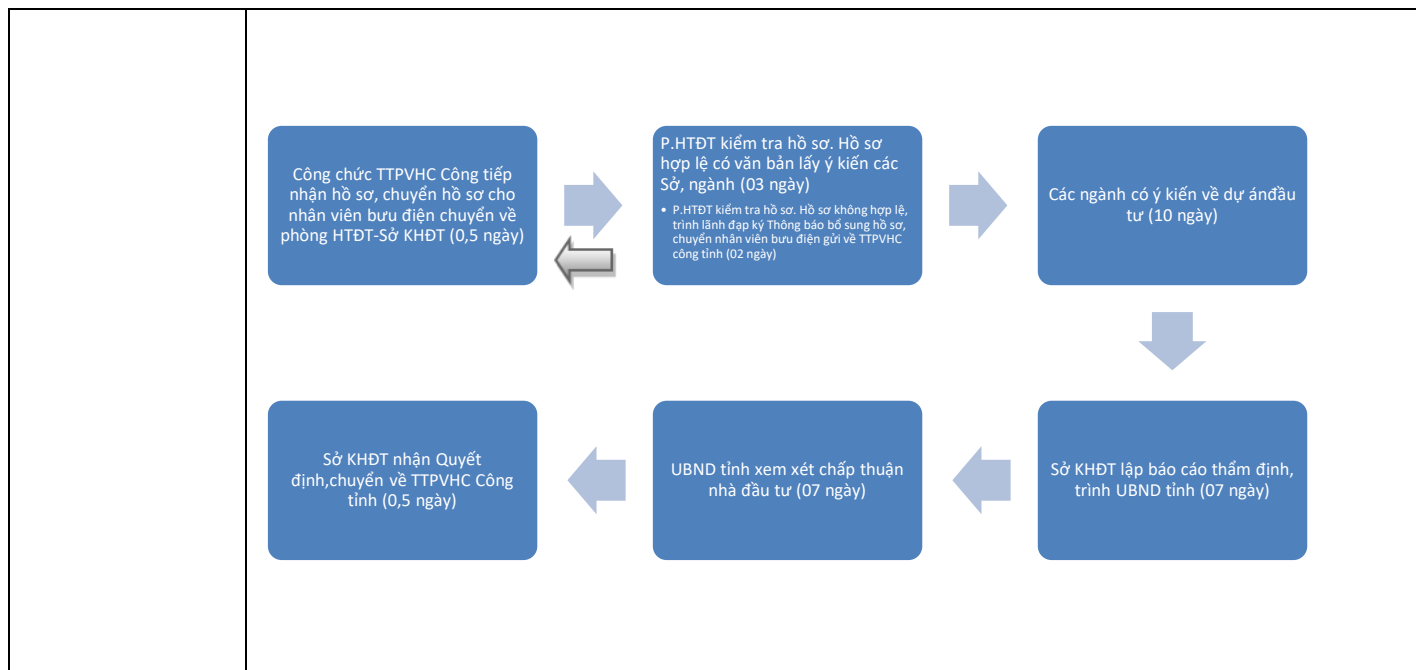 Công chức TTPVHC Công tiếp
nhận hồ sơ, chuyển hồ sơ cho
nhân viên bưu điện chuyển về
phòng HTĐT-Sở KHĐT (0,5 ngày)
P.HTĐT kiểm tra hồ sơ. Hồ sơ
hợp lệ có văn bản lấy ý kiến các
Sở, ngành (03 ngày)
• P.HTĐT kiểm tra hồ sơ. Hồ sơ không hợp lệ,
trình lãnh đạp ký Thông báo bổ sung hồ sơ,
chuyển nhân viên bưu điện gửi về TTPVHC
công tỉnh (02 ngày)
Các ngành có ý kiến về dự ánđầu
tư (10 ngày)
Sở KHĐT lập báo cáo thẩm định,
trình UBND tỉnh (07 ngày)
UBND tỉnh xem xét chấp thuận
nhà đầu tư (07 ngày)
Sở KHĐT nhận Quyết
định,chuyển về TTPVHC Công
tỉnh (0,5 ngày)